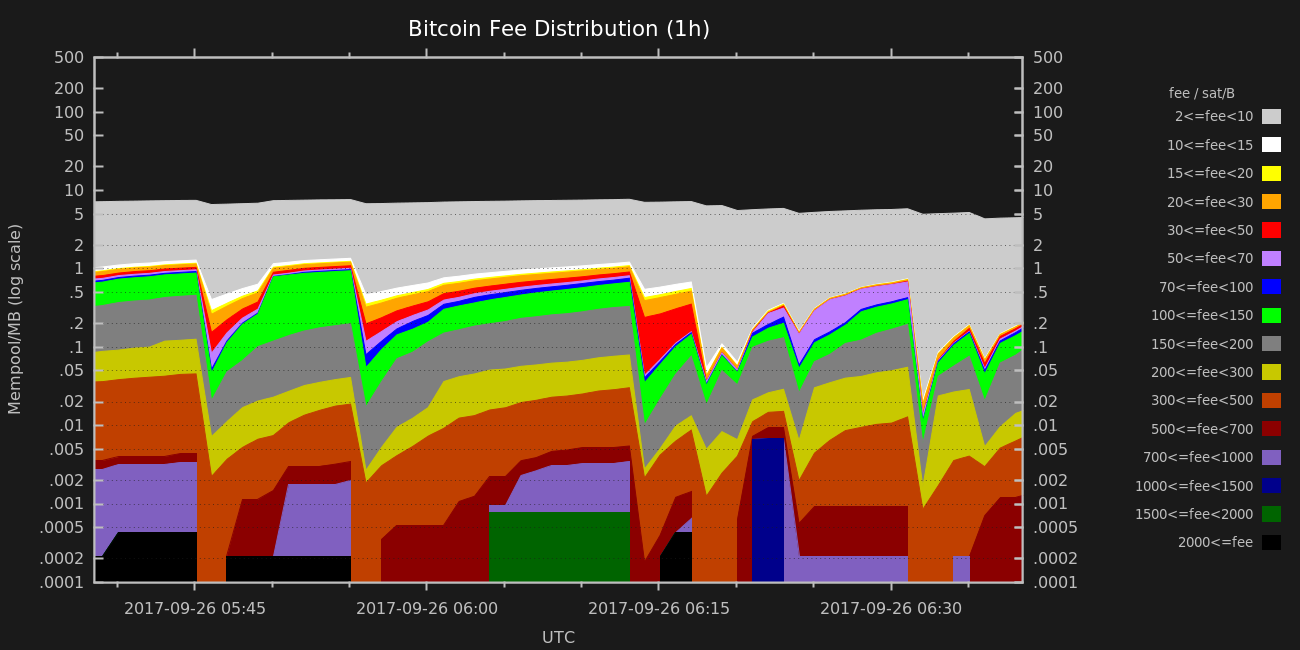 Bitcoin Fee Distribution (1h)
Mempool/MB (log scale)
500
200
100
50
20
10
5
2
1
.5
.2
.1
.05
.02
.01
.005
.002
.001
.0005
.0002
.0001
500
200
100
50
20
10
5
2
1
.5
.2
.1
.05
.02
.01
.005
.002
.001
.0005
.0002
.0001
2017-09-26 05:45
2017-09-26 06:00
2017-09-26 06:15
2017-09-26 06:30
UTC
fee / sat/B
2<=fee<10
10<=fee<15
15<=fee<20
20<=fee<30
30<=fee<50
50<=fee<70
70<=fee<100
100<=fee<150
150<=fee<200
200<=fee<300
300<=fee<500
500<=fee<700
700<=fee<1000
1000<=fee<1500
1500<=fee<2000
2000<=fee